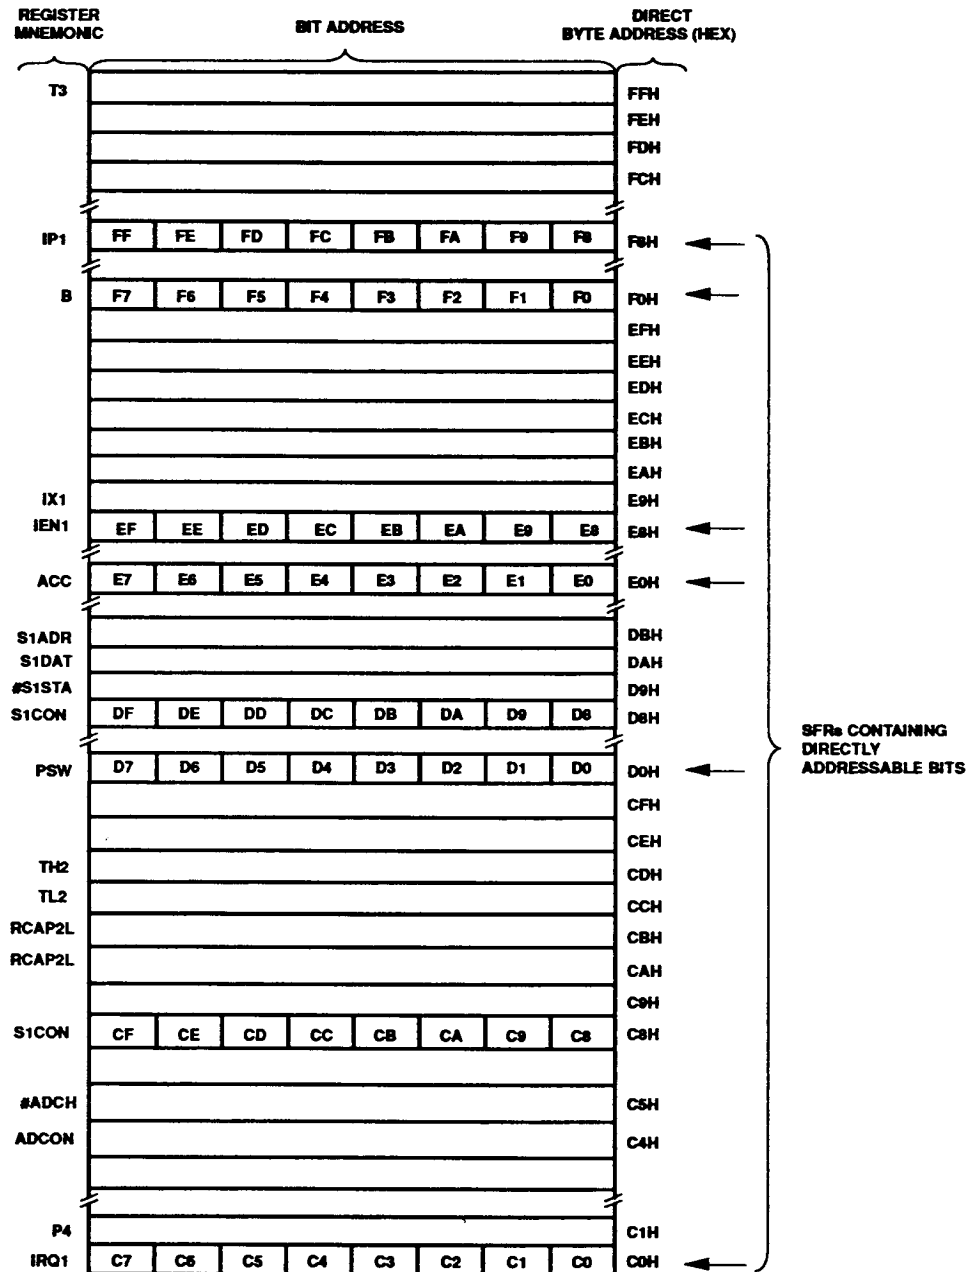 REGISTER MNEMONIC BIT ADDRESS DIRECT BYTE ADDRESS (HEX)
T3 FFH
FEH
FDH
FCH
IP1 FF FE FD FC FB FA F9 F8 F8H
B F7 F6 F5 F4 F3 F2 F1 F0 F0H
EFH
EEH
EDH
ECH
EBH
EAH
IX1 E9H
IEN1 EF EE ED EC EB EA E9 E8 E8H
ACC E7 E6 E5 E4 E3 E2 E1 E0 E0H
S1ADR DBH
S1DAT DAH
#S1STA D9H
S1CON DF DE DD DC DB DA D9 D8 D8H
PSW D7 D6 D5 D4 D3 D2 D1 D0 D0H
SFRs CONTAINING
DIRECTLY
ADDRESSABLE BITS
CFH
CEH
TH2 CDH
TL2 CCH
RCAP2L CBH
RCAP2L CAH
C9H
S1CON CF CE CD CC CB CA C9 C8 C8H
#ADCH C5H
ADCON C4H
P4 C1H
IRQ1 C7 C6 C5 C4 C3 C2 C1 C0 C0H